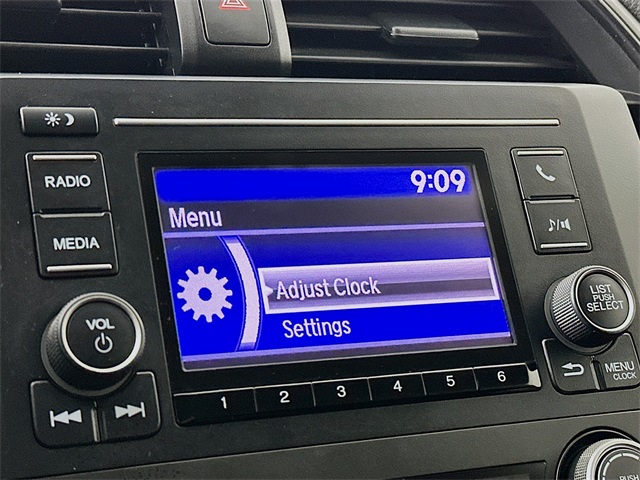 RADIO
MEDIA
VOL
9:09
Menu
Adjust Clock
Settings
1 2 3 4 5 6
LIST
PUSH
SELECT
MENU
CLOCK
PUSH